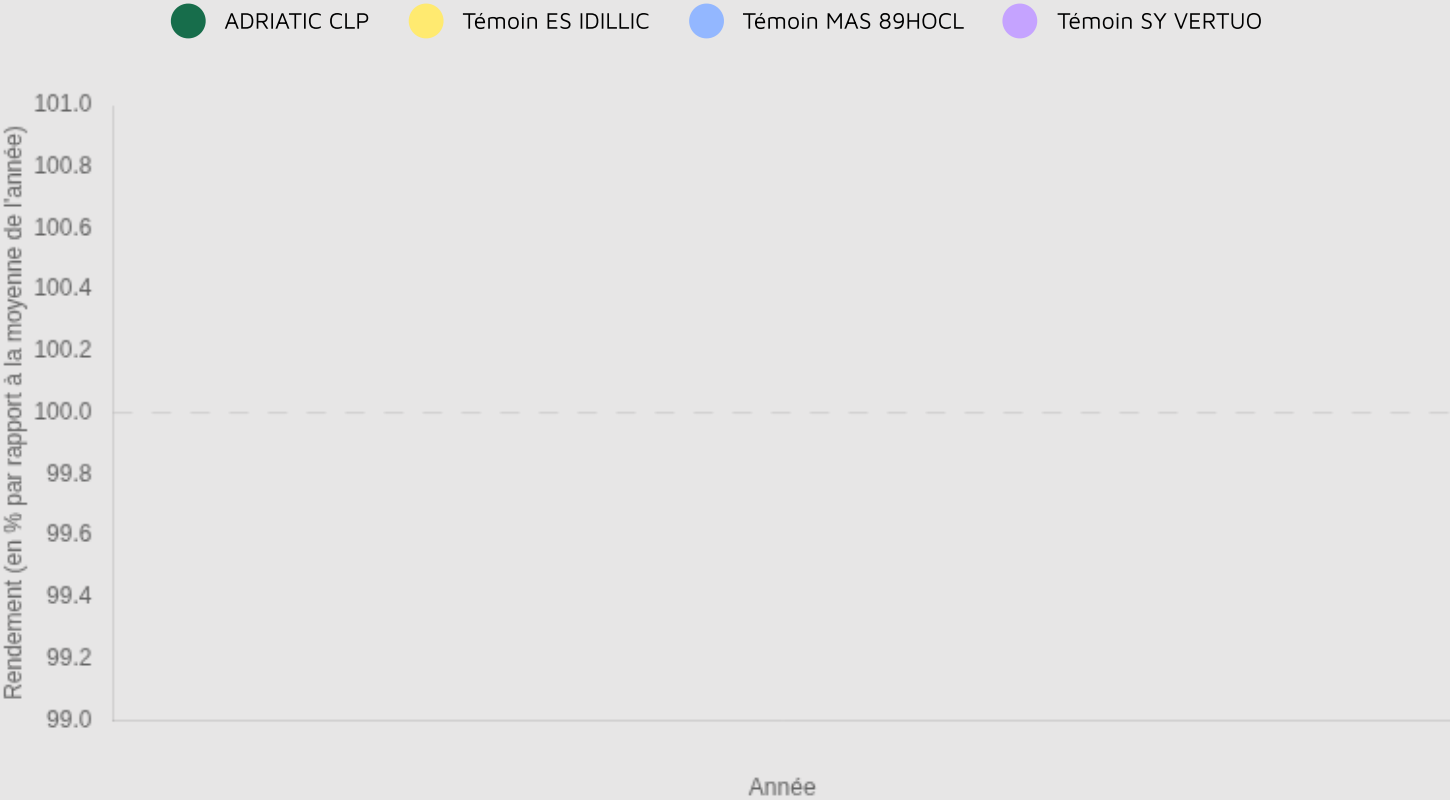 ADRIATIC CLP
Témoin ES IDILLIC
Témoin MAS 89HOCL
Témoin SY VERTUO
Rendement (en % par rapport à la moyenne de l'année)
101.0
100.8
100.6
100.4
100.2
100.0
99.8
99.6
99.4
99.2
99.0
Année